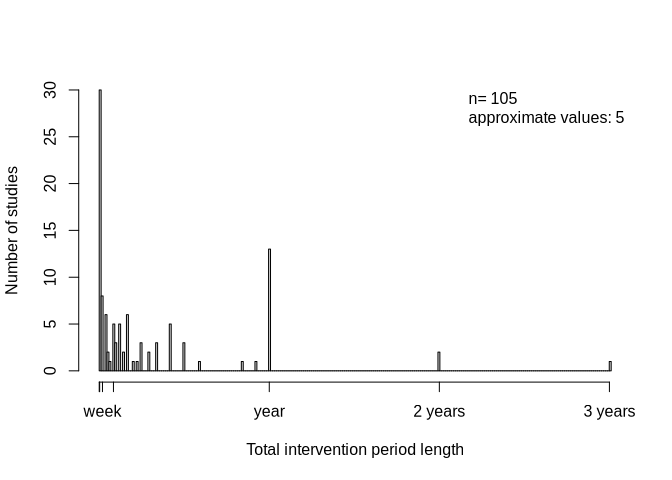 n= 105
approximate values: 5
Number of studies
30
25
20
15
10
5
0
week year 2 years 3 years
Total intervention period length